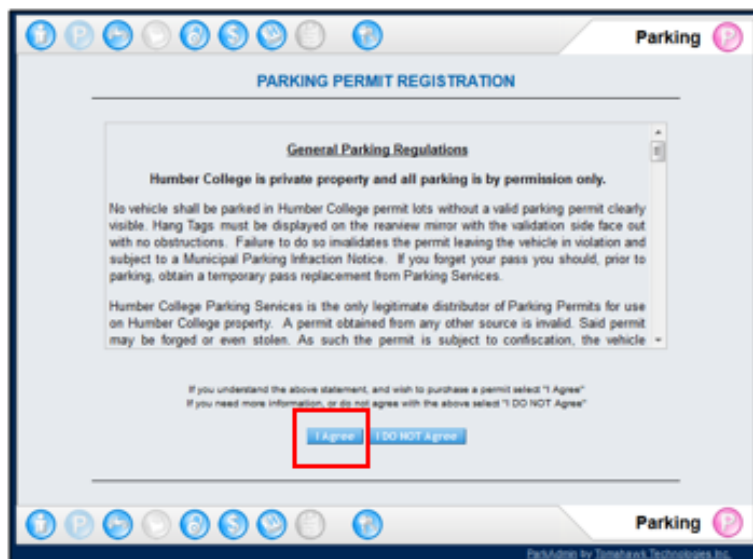 Parking
PARKING PERMIT REGISTRATION
General Parking Regulations
Humber College is private property and all parking is by permission only.
No vehicle shall be parked in Humber College permit lots without a valid parking permit clearly
visible. Hang Tags must be displayed on the rearview mirror with the validation side face out
with no obstructions. Failure to do so invalidates the permit leaving the vehicle in violation and
subject to a Municipal Parking Infraction Notice. If you forget your pass you should, prior to
parking, obtain a temporary pass replacement from Parking Services.
Humber College Parking Services is the only legitimate distributor of Parking Permits for use
on Humber College property. A permit obtained from any other source is invalid. Said permit
may be forged or even stolen. As such the permit is subject to confiscation, the vehicle
If you understand the above statement, and wish to purchase a permit select "I Agree"
If you need more information, or do not agree with the above select "I DO NOT Agree"
I Agree I DO NOT Agree
Parking
ParkAdmin by Tomahawk Technologies Inc.